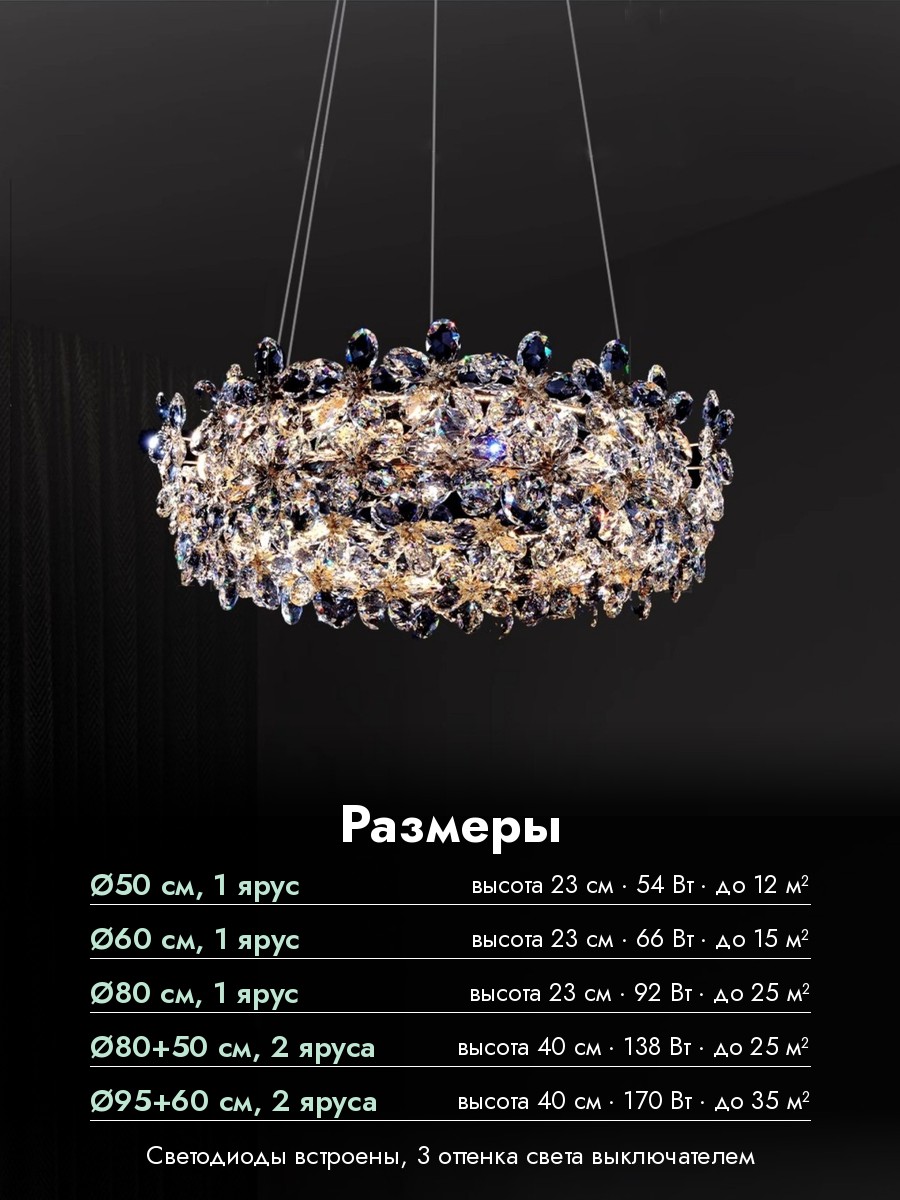 Размеры
Ø50 см, 1 ярус высота 23 см · 54 Вт · до 12 м²
Ø60 см, 1 ярус высота 23 см · 66 Вт · до 15 м²
Ø80 см, 1 ярус высота 23 см · 92 Вт · до 25 м²
Ø80+50 см, 2 яруса высота 40 см · 138 Вт · до 25 м²
Ø95+60 см, 2 яруса высота 40 см · 170 Вт · до 35 м²
Светодиоды встроены, 3 оттенка света выключателем